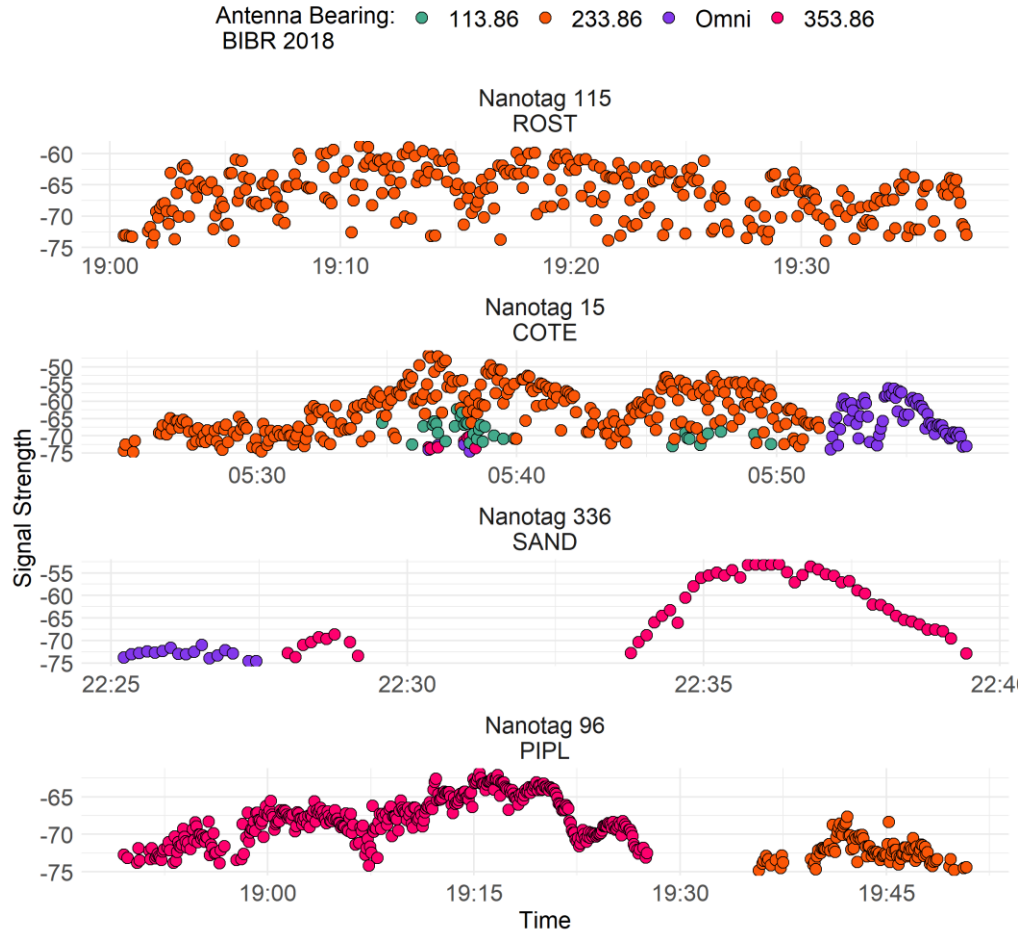 Antenna Bearing: 113.86 233.86 Omni 353.86
BIBR 2018
Nanotag 115
ROST
-60
-65
-70
-75
19:00 19:10 19:20 19:30
Nanotag 15
COTE
-50
-55
-60
-65
-70
-75
05:30 05:40 05:50
Signal Strength
Nanotag 336
SAND
-55
-60
-65
-70
-75
22:25 22:30 22:35 22:40
Nanotag 96
PIPL
-65
-70
-75
19:00 19:15 19:30 19:45
Time